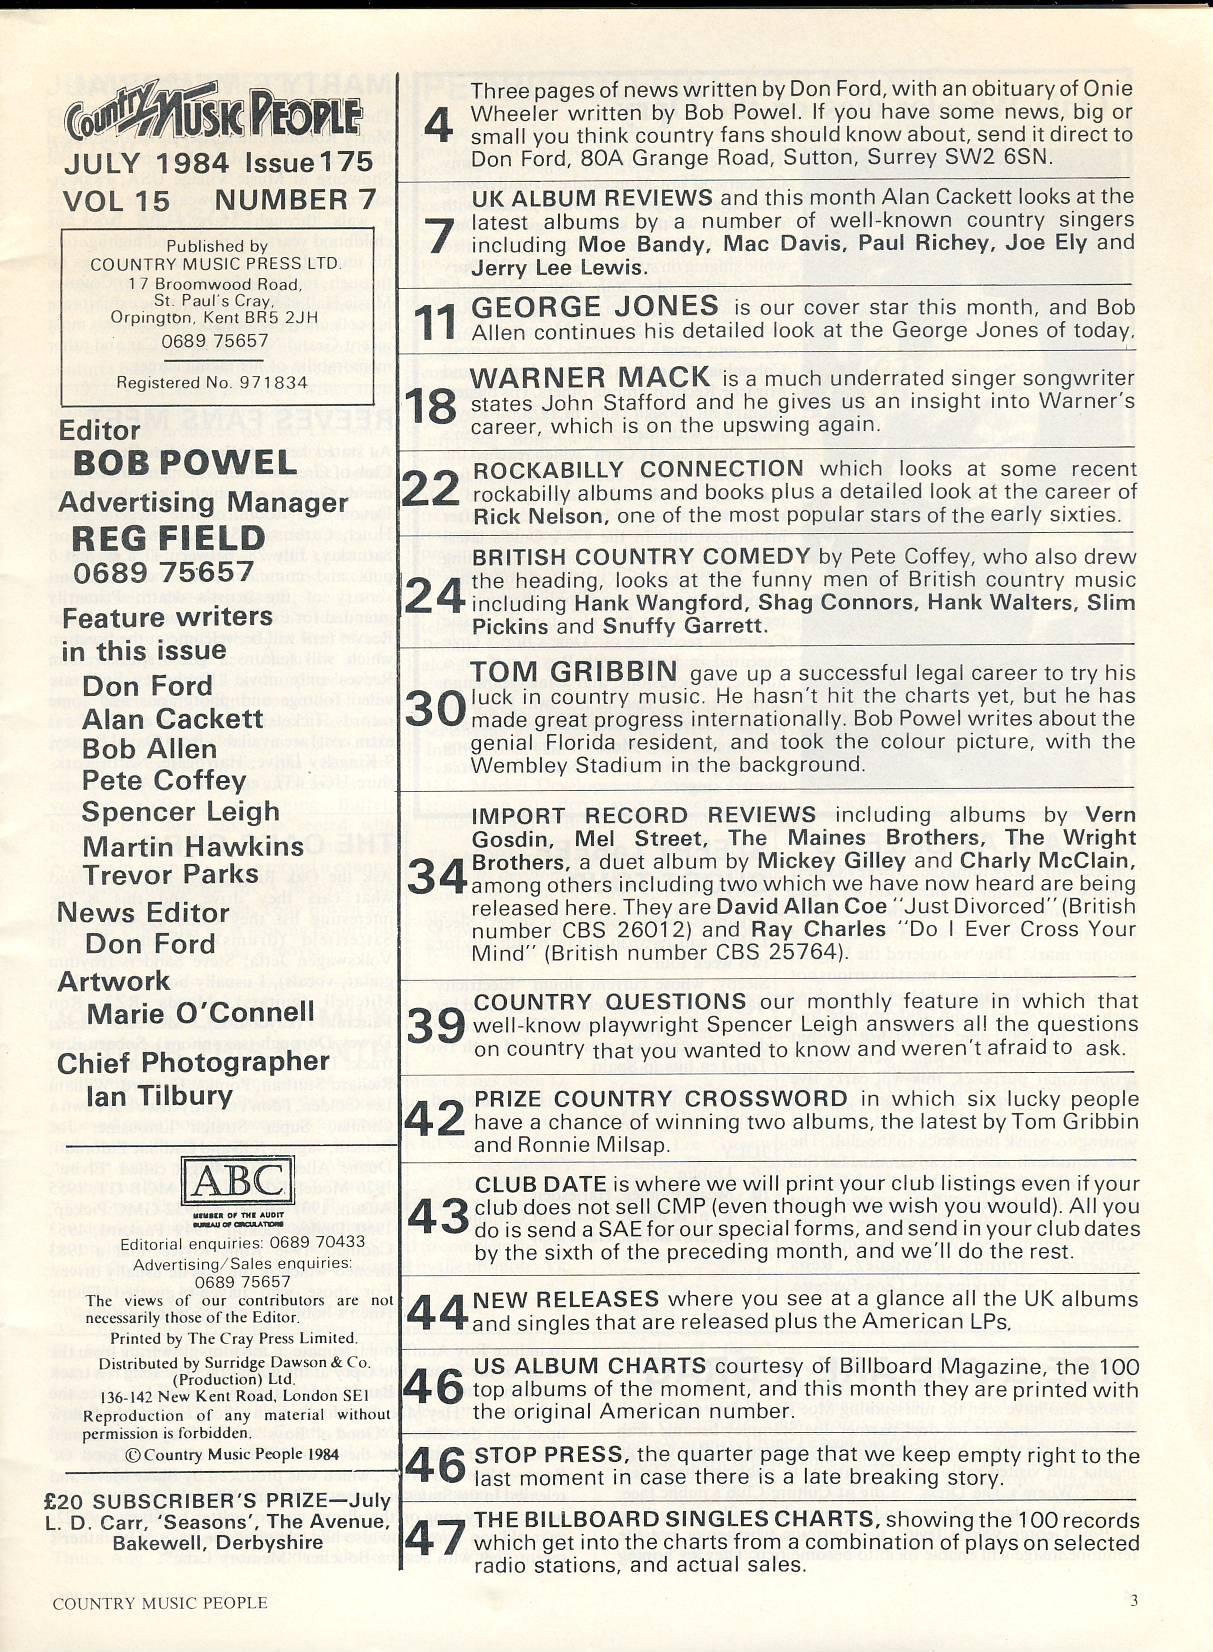 Country Music People
JULY 1984 Issue 175
VOL 15 NUMBER 7
Published by
COUNTRY MUSIC PRESS LTD.
17 Broomwood Road,
St. Paul's Cray,
Orpington, Kent BR5 2JH
0689 75657
Registered No. 971834
Editor
BOB POWEL
Advertising Manager
REG FIELD
0689 75657
Feature writers
in this issue
Don Ford
Alan Cackett
Bob Allen
Pete Coffey
Spencer Leigh
Martin Hawkins
Trevor Parks
News Editor
Don Ford
Artwork
Marie O'Connell
Chief Photographer
Ian Tilbury
ABC
MEMBER OF THE AUDIT
BUREAU OF CIRCULATIONS
Editorial enquiries: 0689 70433
Advertising/Sales enquiries:
0689 75657
The views of our contributors are not
necessarily those of the Editor.
Printed by The Cray Press Limited.
Distributed by Surridge Dawson & Co.
(Production) Ltd.
136-142 New Kent Road, London SE1
Reproduction of any material without
permission is forbidden.
© Country Music People 1984
£20 SUBSCRIBER'S PRIZE—July
L. D. Carr, 'Seasons', The Avenue,
Bakewell, Derbyshire
4
Three pages of news written by Don Ford, with an obituary of Onie
Wheeler written by Bob Powel. If you have some news, big or
small you think country fans should know about, send it direct to
Don Ford, 80A Grange Road, Sutton, Surrey SW2 6SN.
7
UK ALBUM REVIEWS and this month Alan Cackett looks at the
latest albums by a number of well-known country singers
including Moe Bandy, Mac Davis, Paul Richey, Joe Ely and
Jerry Lee Lewis.
11
GEORGE JONES is our cover star this month, and Bob
Allen continues his detailed look at the George Jones of today.
18
WARNER MACK is a much underrated singer songwriter
states John Stafford and he gives us an insight into Warner's
career, which is on the upswing again.
22
ROCKABILLY CONNECTION which looks at some recent
rockabilly albums and books plus a detailed look at the career of
Rick Nelson, one of the most popular stars of the early sixties.
24
BRITISH COUNTRY COMEDY by Pete Coffey, who also drew
the heading, looks at the funny men of British country music
including Hank Wangford, Shag Connors, Hank Walters, Slim
Pickins and Snuffy Garrett.
30
TOM GRIBBIN gave up a successful legal career to try his
luck in country music. He hasn't hit the charts yet, but he has
made great progress internationally. Bob Powel writes about the
genial Florida resident, and took the colour picture, with the
Wembley Stadium in the background.
34
IMPORT RECORD REVIEWS including albums by Vern
Gosdin, Mel Street, The Maines Brothers, The Wright
Brothers, a duet album by Mickey Gilley and Charly McClain,
among others including two which we have now heard are being
released here. They are David Allan Coe "Just Divorced" (British
number CBS 26012) and Ray Charles "Do I Ever Cross Your
Mind" (British number CBS 25764).
39
COUNTRY QUESTIONS our monthly feature in which that
well-know playwright Spencer Leigh answers all the questions
on country that you wanted to know and weren't afraid to ask.
42
PRIZE COUNTRY CROSSWORD in which six lucky people
have a chance of winning two albums, the latest by Tom Gribbin
and Ronnie Milsap.
43
CLUB DATE is where we will print your club listings even if your
club does not sell CMP (even though we wish you would). All you
do is send a SAE for our special forms, and send in your club dates
by the sixth of the preceding month, and we'll do the rest.
44
NEW RELEASES where you see at a glance all the UK albums
and singles that are released plus the American LPs.
46
US ALBUM CHARTS courtesy of Billboard Magazine, the 100
top albums of the moment, and this month they are printed with
the original American number.
46
STOP PRESS, the quarter page that we keep empty right to the
last moment in case there is a late breaking story.
47
THE BILLBOARD SINGLES CHARTS, showing the 100 records
which get into the charts from a combination of plays on selected
radio stations, and actual sales.
COUNTRY MUSIC PEOPLE
3